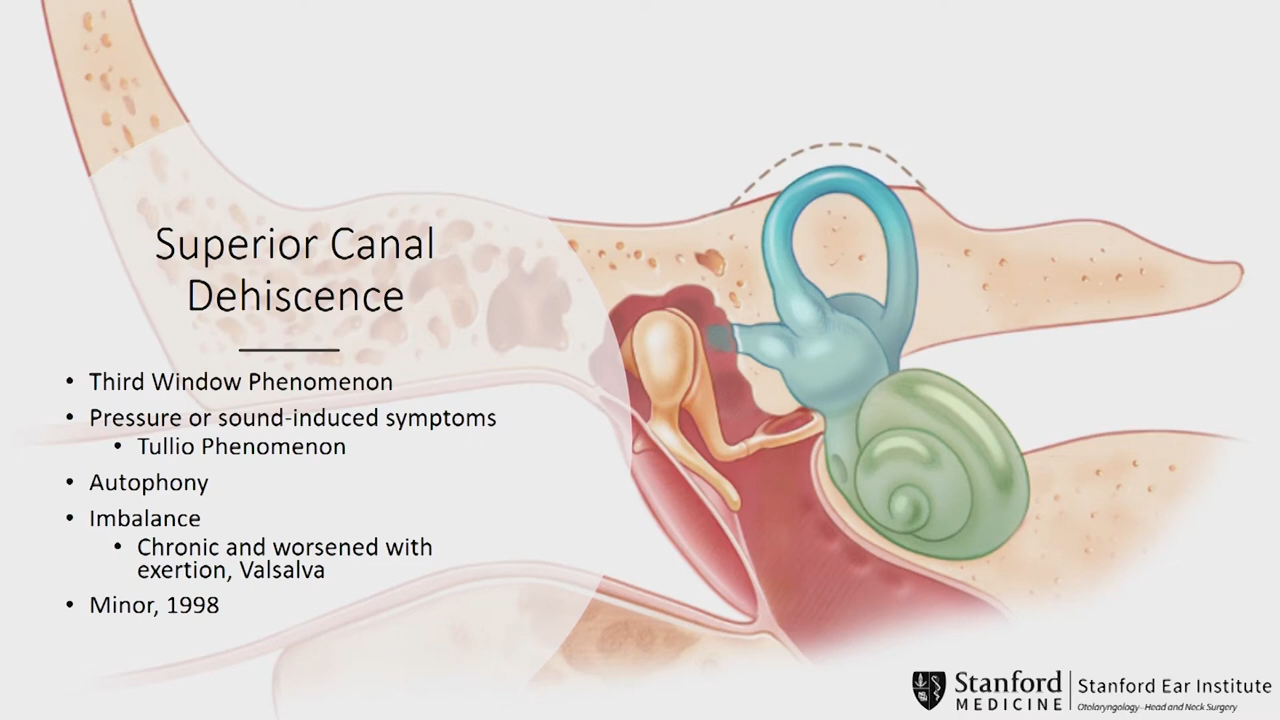 Superior Canal
Dehiscence
• Third Window Phenomenon
• Pressure or sound-induced symptoms
• Tullio Phenomenon
• Autophony
• Imbalance
• Chronic and worsened with
exertion, Valsalva
• Minor, 1998
Stanford
MEDICINE
Stanford Ear Institute
Otolaryngology–Head and Neck Surgery